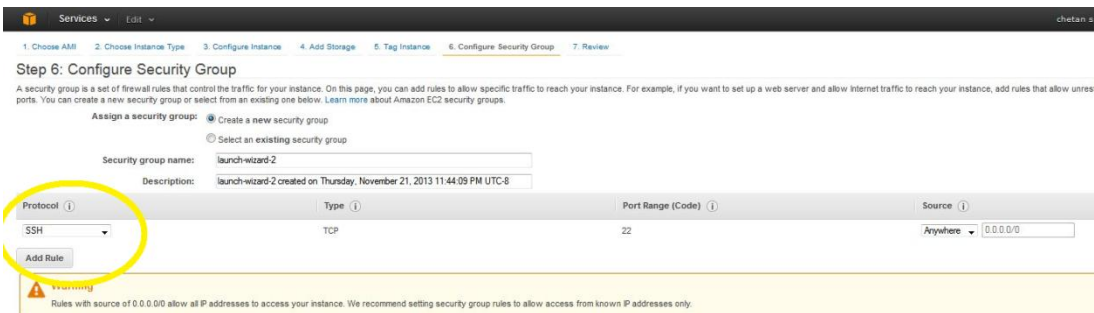 Services Edit chetan s
1. Choose AMI 2. Choose Instance Type 3. Configure Instance 4. Add Storage 5. Tag Instance 6. Configure Security Group 7. Review
Step 6: Configure Security Group
A security group is a set of firewall rules that control the traffic for your instance. On this page, you can add rules to allow specific traffic to reach your instance. For example, if you want to set up a web server and allow Internet traffic to reach your instance, add rules that allow unres
ports. You can create a new security group or select from an existing one below. Learn more about Amazon EC2 security groups.
Assign a security group: Create a new security group
Select an existing security group
Security group name: launch-wizard-2
Description: launch-wizard-2 created on Thursday, November 21, 2013 11:44:09 PM UTC-8
Protocol (i) Type (i) Port Range (Code) (i) Source (i)
SSH TCP 22 Anywhere 0.0.0.0/0
Add Rule
Warning
Rules with source of 0.0.0.0/0 allow all IP addresses to access your instance. We recommend setting security group rules to allow access from known IP addresses only.